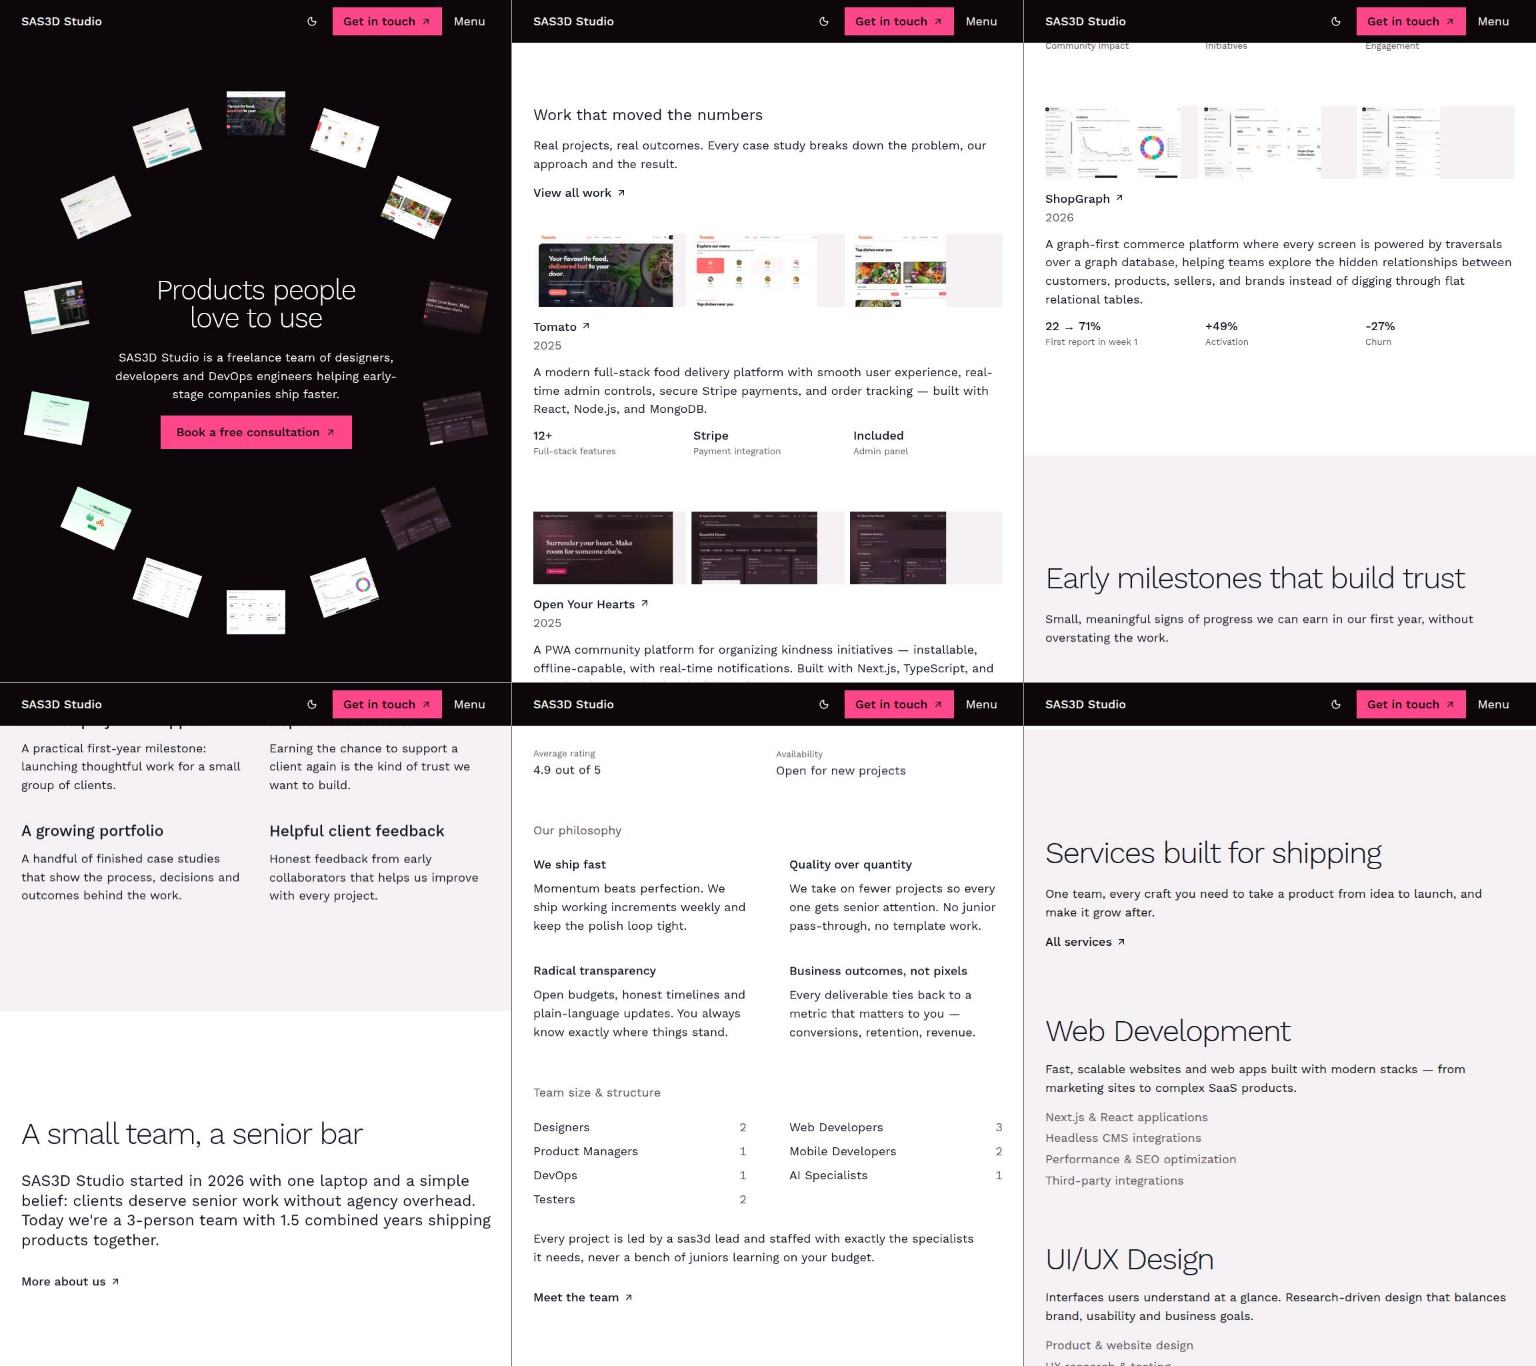 SAS3D Studio
Get in touch ↗
Menu
Products people
love to use
SAS3D Studio is a freelance team of designers,
developers and DevOps engineers helping early-
stage companies ship faster.
Book a free consultation ↗
SAS3D Studio
Get in touch ↗
Menu
Work that moved the numbers
Real projects, real outcomes. Every case study breaks down the problem, our
approach and the result.
View all work ↗
Your favourite food,
delivered hot to your
door.
Explore our menu
Top dishes near you
Top dishes near you
Tomato ↗
2025
A modern full-stack food delivery platform with smooth user experience, real-
time admin controls, secure Stripe payments, and order tracking — built with
React, Node.js, and MongoDB.
12+
Stripe
Included
Full-stack features
Payment integration
Admin panel
Surrender your heart. Make
room for someone else's.
Open Your Hearts ↗
2025
A PWA community platform for organizing kindness initiatives — installable,
offline-capable, with real-time notifications. Built with Next.js, TypeScript, and
SAS3D Studio
Get in touch ↗
Menu
Community impact
Initiatives
Engagement
ShopGraph ↗
2026
A graph-first commerce platform where every screen is powered by traversals
over a graph database, helping teams explore the hidden relationships between
customers, products, sellers, and brands instead of digging through flat
relational tables.
22 → 71%
+49%
-27%
First report in week 1
Activation
Churn
Early milestones that build trust
Small, meaningful signs of progress we can earn in our first year, without
overstating the work.
SAS3D Studio
Get in touch ↗
Menu
A practical first-year milestone:
launching thoughtful work for a small
group of clients.
Earning the chance to support a
client again is the kind of trust we
want to build.
A growing portfolio
A handful of finished case studies
that show the process, decisions and
outcomes behind the work.
Helpful client feedback
Honest feedback from early
collaborators that helps us improve
with every project.
A small team, a senior bar
SAS3D Studio started in 2026 with one laptop and a simple
belief: clients deserve senior work without agency overhead.
Today we're a 3-person team with 1.5 combined years shipping
products together.
More about us ↗
SAS3D Studio
Get in touch ↗
Menu
Average rating
4.9 out of 5
Availability
Open for new projects
Our philosophy
We ship fast
Momentum beats perfection. We
ship working increments weekly and
keep the polish loop tight.
Quality over quantity
We take on fewer projects so every
one gets senior attention. No junior
pass-through, no template work.
Radical transparency
Open budgets, honest timelines and
plain-language updates. You always
know exactly where things stand.
Business outcomes, not pixels
Every deliverable ties back to a
metric that matters to you —
conversions, retention, revenue.
Team size & structure
Designers 2
Web Developers 3
Product Managers 1
Mobile Developers 2
DevOps 1
AI Specialists 1
Testers 2
Every project is led by a sas3d lead and staffed with exactly the specialists
it needs, never a bench of juniors learning on your budget.
Meet the team ↗
SAS3D Studio
Get in touch ↗
Menu
Services built for shipping
One team, every craft you need to take a product from idea to launch, and
make it grow after.
All services ↗
Web Development
Fast, scalable websites and web apps built with modern stacks — from
marketing sites to complex SaaS products.
Next.js & React applications
Headless CMS integrations
Performance & SEO optimization
Third-party integrations
UI/UX Design
Interfaces users understand at a glance. Research-driven design that balances
brand, usability and business goals.
Product & website design